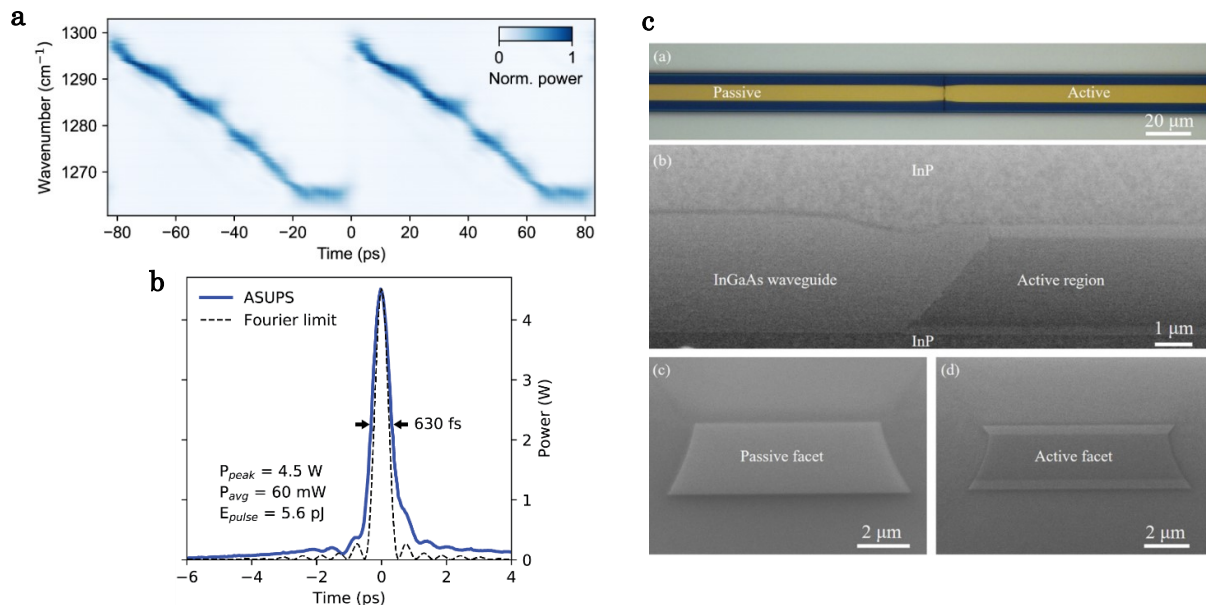 a
1300
1290
1280
1270
Wavenumber (cm⁻¹)
0 1
Norm. power
−80 −60 −40 −20 0 20 40 60 80
Time (ps)
b
ASUPS
Fourier limit
630 fs
P_peak = 4.5 W
P_avg = 60 mW
E_pulse = 5.6 pJ
4
3
2
1
0
Power (W)
−6 −4 −2 0 2 4
Time (ps)
c
(a)
Passive Active
20 μm
(b)
InP
InGaAs waveguide Active region
InP
1 μm
(c)
Passive facet
2 μm
(d)
Active facet
2 μm